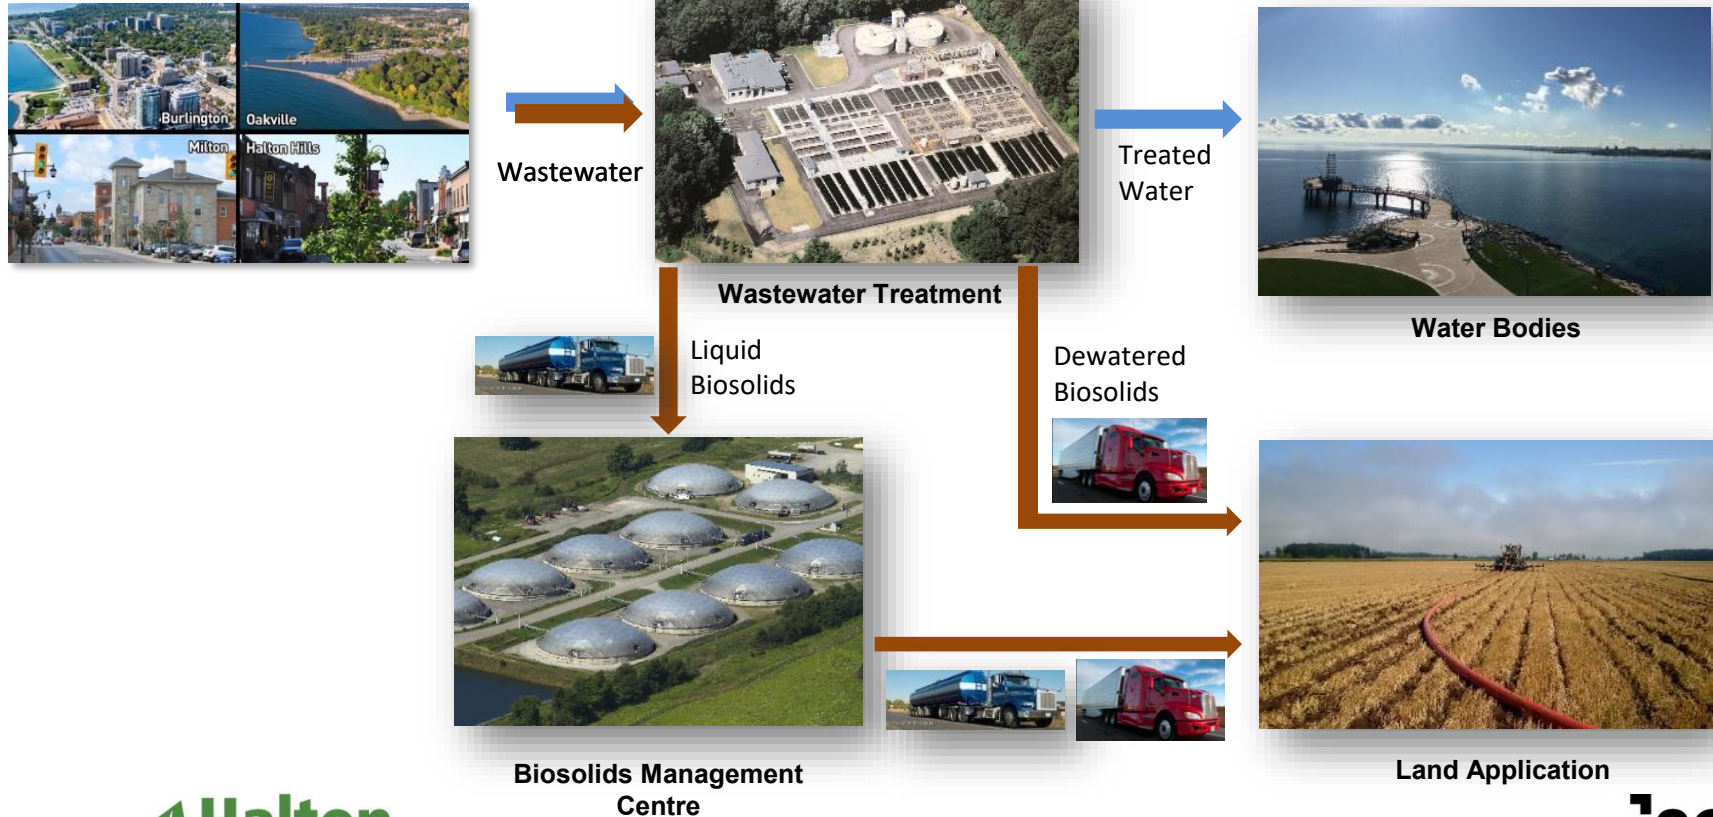 Burlington
Oakville
Milton
Halton Hills
Wastewater
Treated
Water
Wastewater Treatment
Water Bodies
Liquid
Biosolids
Dewatered
Biosolids
Biosolids Management
Centre
Land Application
Halton